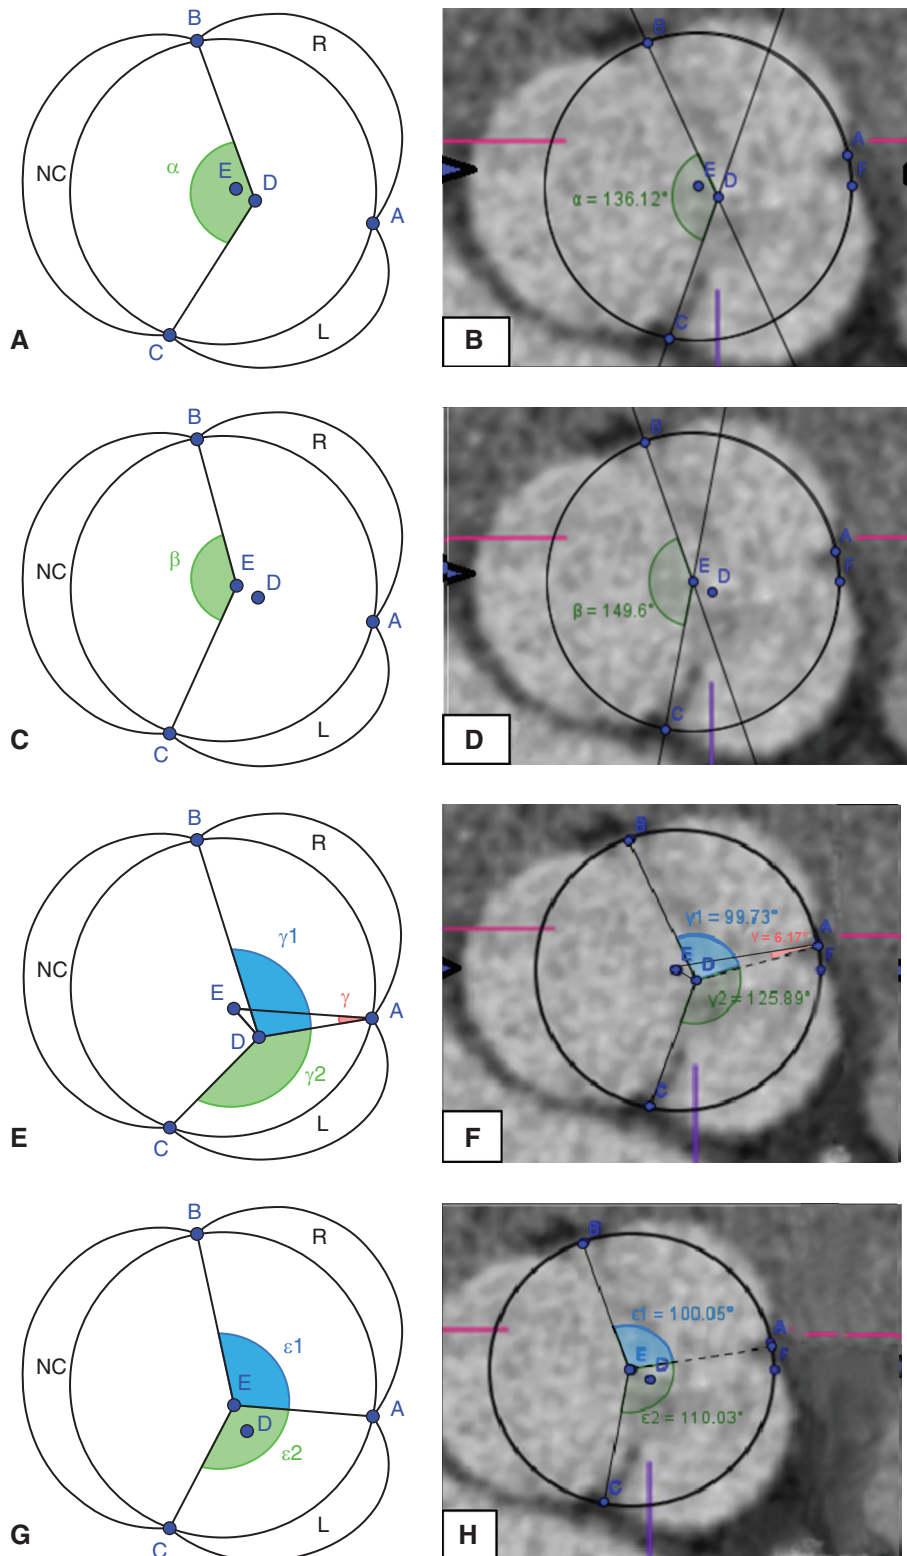 B
R
NC
α
E
D
A
C
L
A
B
A
F
E
D
α = 136.12°
C
B
B
R
NC
β
E
D
A
C
L
C
B
A
F
E
D
β = 149.6°
C
D
B
R
NC
γ1
E
γ
A
D
γ2
C
L
E
B
γ1 = 99.73°
γ = 6.17°
A
F
E
D
γ2 = 125.89°
C
F
B
R
NC
ε1
E
D
A
ε2
C
L
G
B
ε1 = 100.05°
A
F
E
D
ε2 = 110.03°
C
H